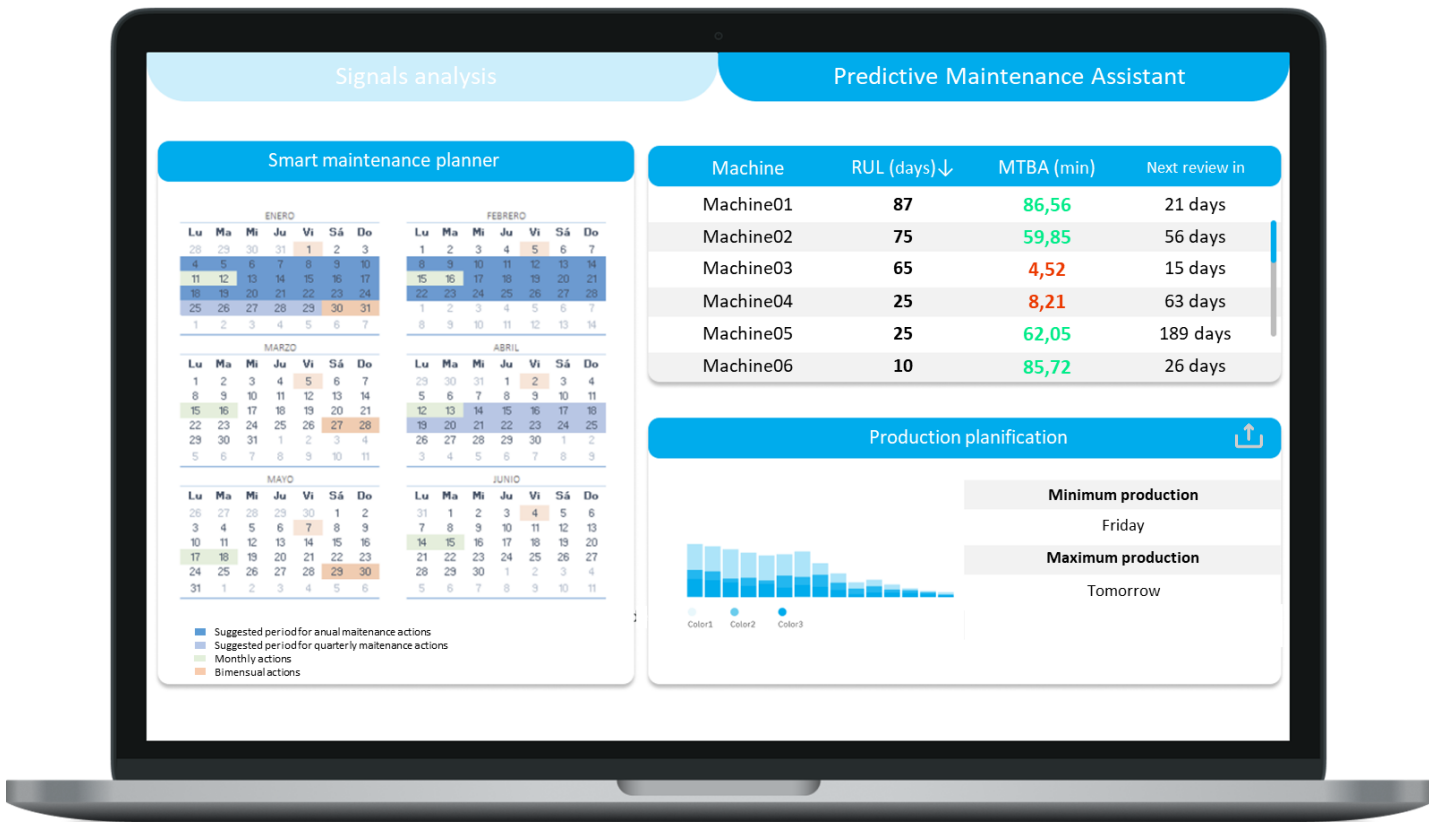 Signals analysis
Predictive Maintenance Assistant
Smart maintenance planner
ENERO
Lu Ma Mi Ju Vi Sá Do
28 29 30 31 1 2 3
4 5 6 7 8 9 10
11 12 13 14 15 16 17
18 19 20 21 22 23 24
25 26 27 28 29 30 31
1 2 3 4 5 6 7
FEBRERO
Lu Ma Mi Ju Vi Sá Do
1 2 3 4 5 6 7
8 9 10 11 12 13 14
15 16 17 18 19 20 21
22 23 24 25 26 27 28
1 2 3 4 5 6 7
8 9 10 11 12 13 14
MARZO
Lu Ma Mi Ju Vi Sá Do
1 2 3 4 5 6 7
8 9 10 11 12 13 14
15 16 17 18 19 20 21
22 23 24 25 26 27 28
29 30 31 1 2 3 4
5 6 7 8 9 10 11
ABRIL
Lu Ma Mi Ju Vi Sá Do
29 30 31 1 2 3 4
5 6 7 8 9 10 11
12 13 14 15 16 17 18
19 20 21 22 23 24 25
26 27 28 29 30 1 2
3 4 5 6 7 8 9
MAYO
Lu Ma Mi Ju Vi Sá Do
26 27 28 29 30 1 2
3 4 5 6 7 8 9
10 11 12 13 14 15 16
17 18 19 20 21 22 23
24 25 26 27 28 29 30
31 1 2 3 4 5 6
JUNIO
Lu Ma Mi Ju Vi Sá Do
31 1 2 3 4 5 6
7 8 9 10 11 12 13
14 15 16 17 18 19 20
21 22 23 24 25 26 27
28 29 30 1 2 3 4
5 6 7 8 9 10 11
Suggested period for anual maitenance actions
Suggested period for quarterly maitenance actions
Monthly actions
Bimensual actions
Machine RUL (days)↓ MTBA (min) Next review in
Machine01 87 86,56 21 days
Machine02 75 59,85 56 days
Machine03 65 4,52 15 days
Machine04 25 8,21 63 days
Machine05 25 62,05 189 days
Machine06 10 85,72 26 days
Production planification
Minimum production
Friday
Maximum production
Tomorrow
Color1 Color2 Color3